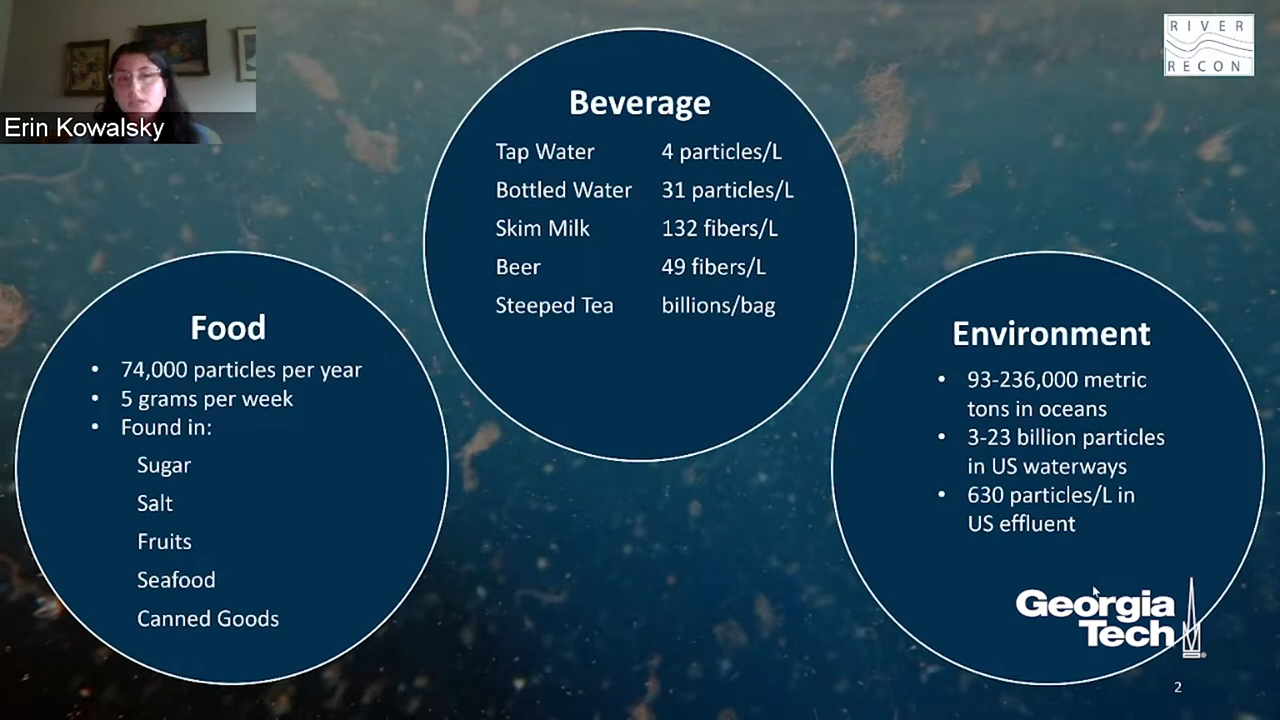 Erin Kowalsky
RIVER
RECON
Beverage
Tap Water 4 particles/L
Bottled Water 31 particles/L
Skim Milk 132 fibers/L
Beer 49 fibers/L
Steeped Tea billions/bag
Food
• 74,000 particles per year
• 5 grams per week
• Found in:
Sugar
Salt
Fruits
Seafood
Canned Goods
Environment
• 93-236,000 metric
tons in oceans
• 3-23 billion particles
in US waterways
• 630 particles/L in
US effluent
Georgia
Tech
2